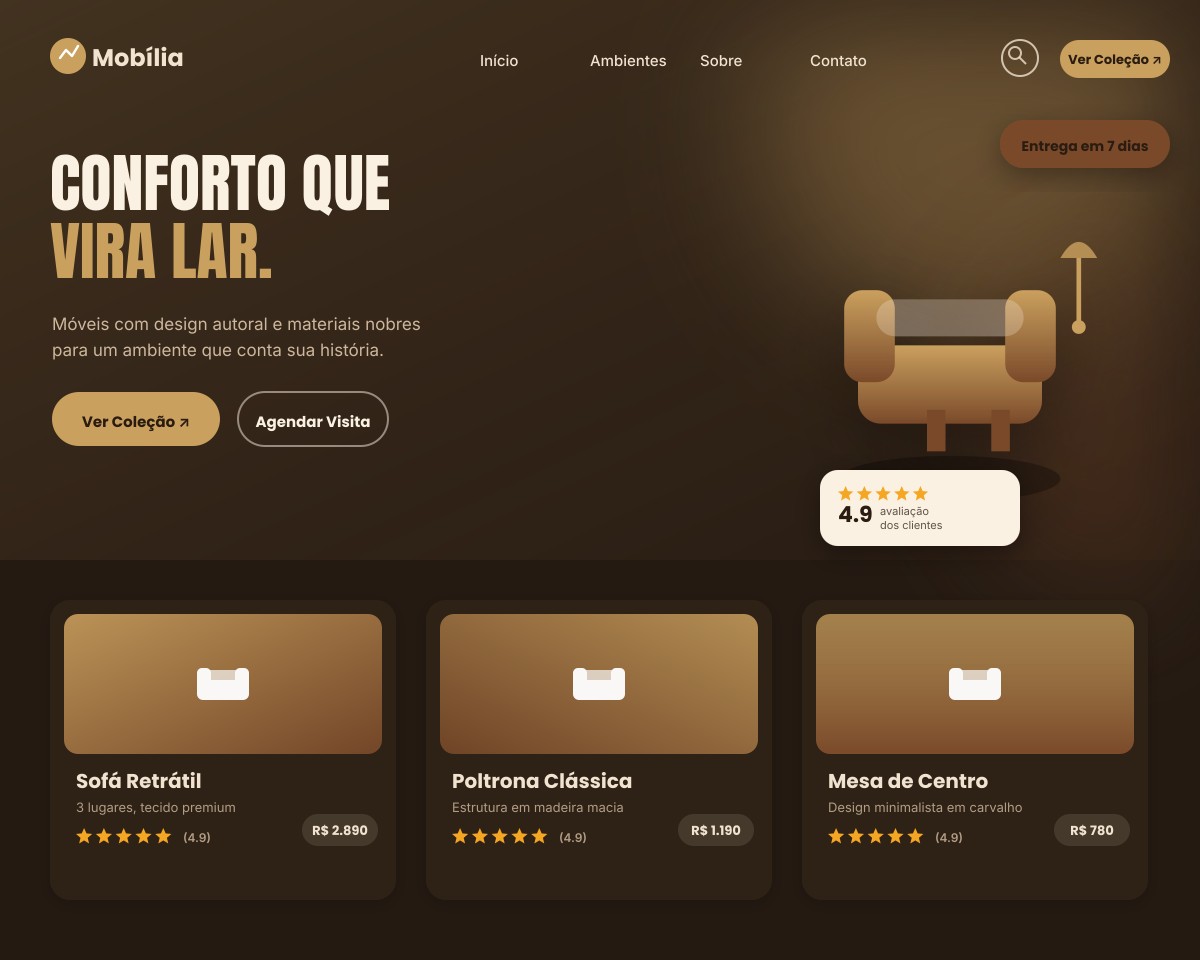 Mobília
Início
Ambientes
Sobre
Contato
Ver Coleção ↗
Entrega em 7 dias
CONFORTO QUE
VIRA LAR.
Móveis com design autoral e materiais nobres
para um ambiente que conta sua história.
Ver Coleção ↗
Agendar Visita
4.9
avaliação
dos clientes
Sofá Retrátil
3 lugares, tecido premium
(4.9)
R$ 2.890
Poltrona Clássica
Estrutura em madeira macia
(4.9)
R$ 1.190
Mesa de Centro
Design minimalista em carvalho
(4.9)
R$ 780